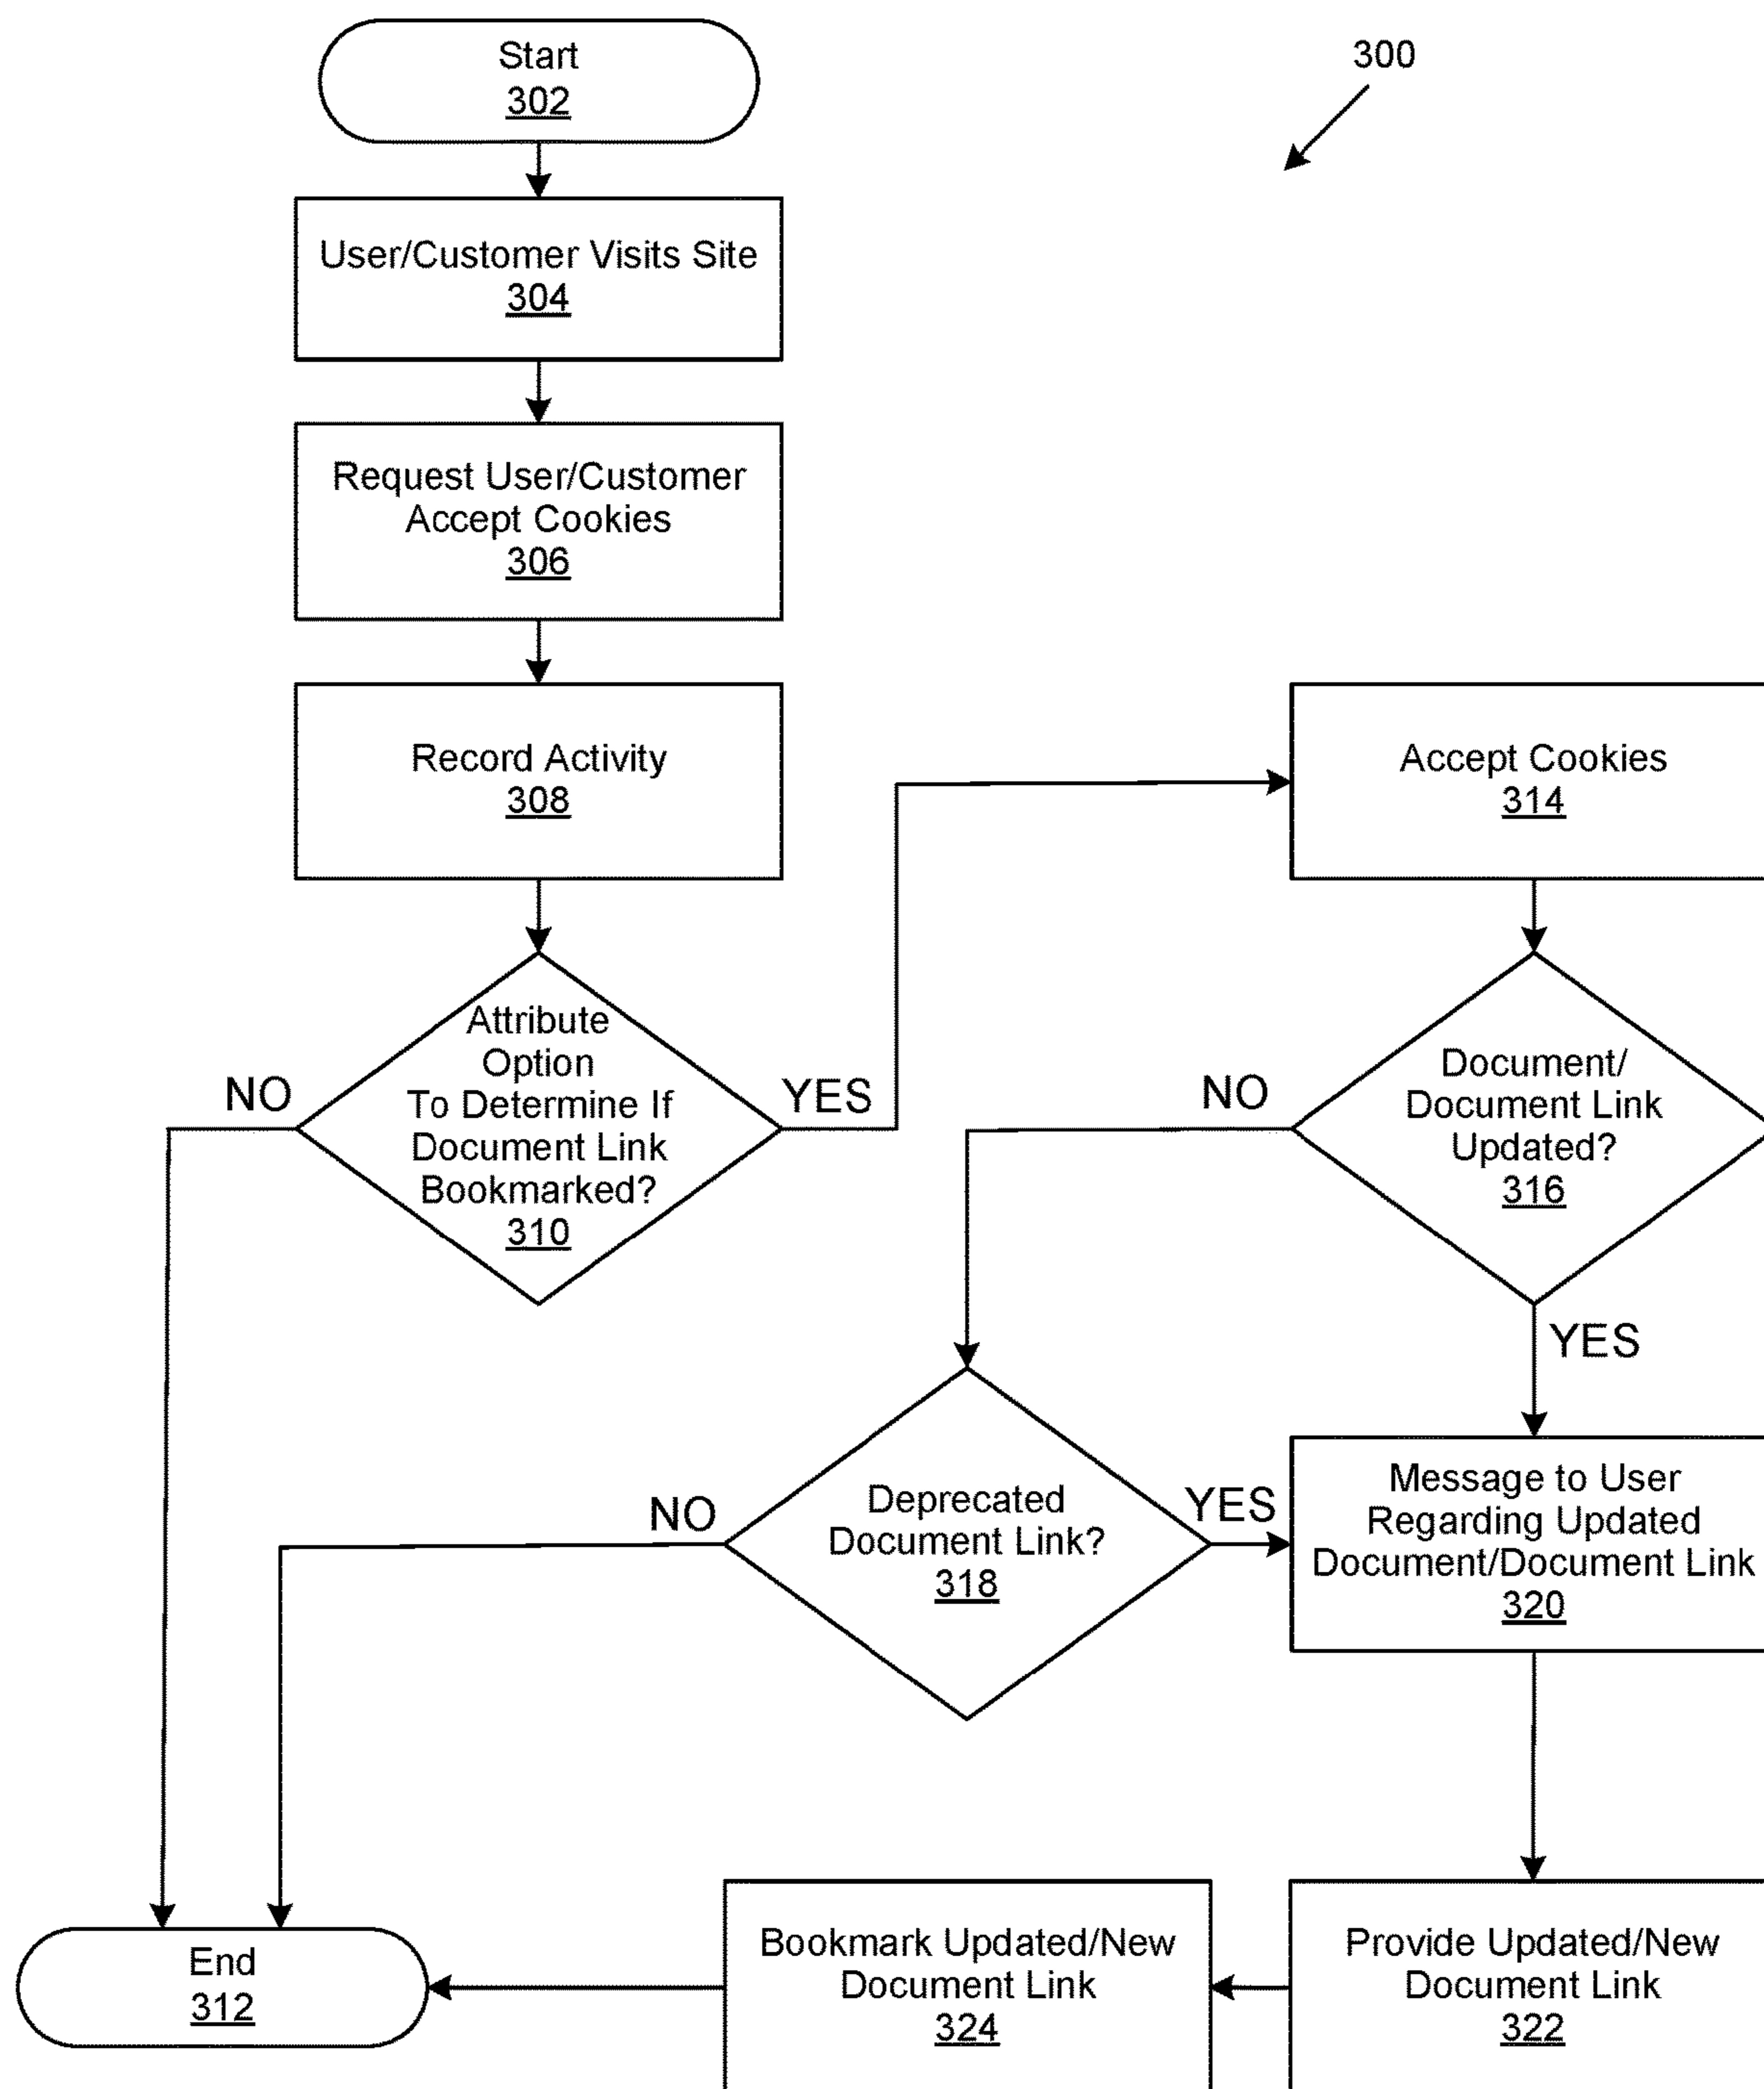 Start
302
300
User/Customer Visits Site
304
Request User/Customer
Accept Cookies
306
Record Activity
308
Accept Cookies
314
Attribute
Option
To Determine If
Document Link
Bookmarked?
310
NO
YES
Document/
Document Link
Updated?
316
NO
YES
Deprecated
Document Link?
318
NO
YES
Message to User
Regarding Updated
Document/Document Link
320
End
312
Bookmark Updated/New
Document Link
324
Provide Updated/New
Document Link
322